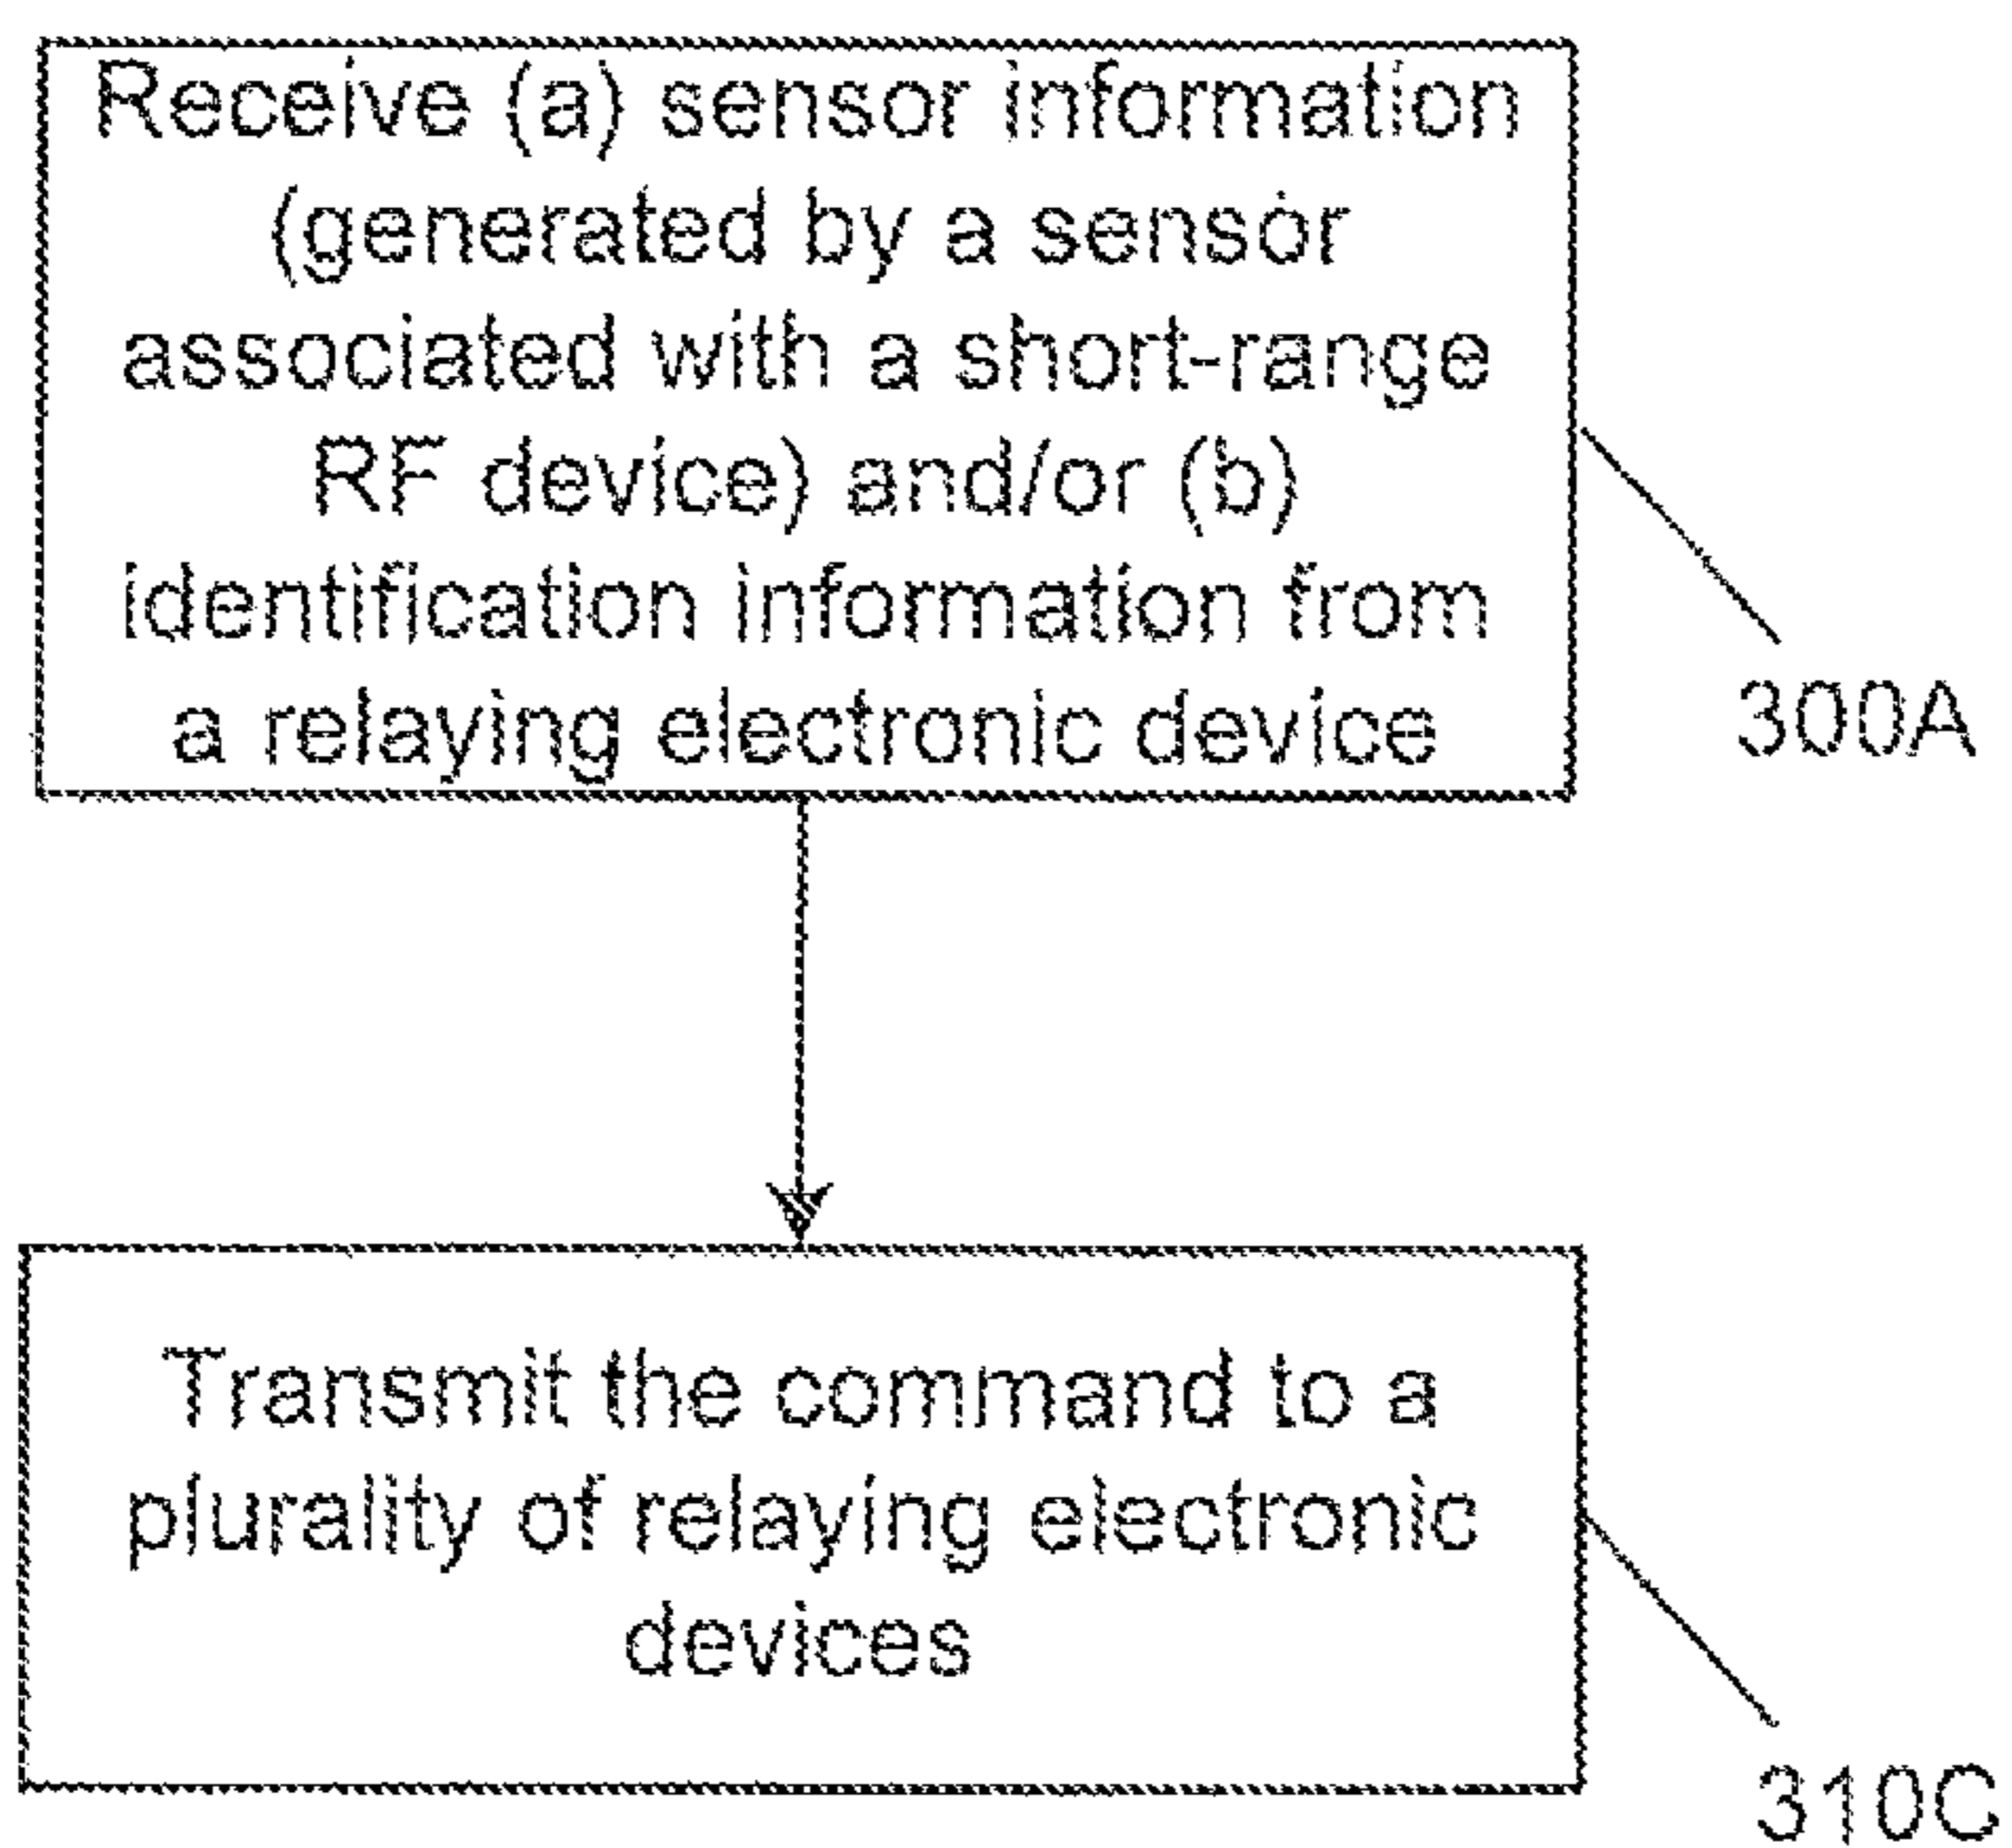 Receive (a) sensor information
(generated by a sensor
associated with a short-range
RF device) and/or (b)
identification information from
a relaying electronic device
300A
Transmit the command to a
plurality of relaying electronic
devices
310C